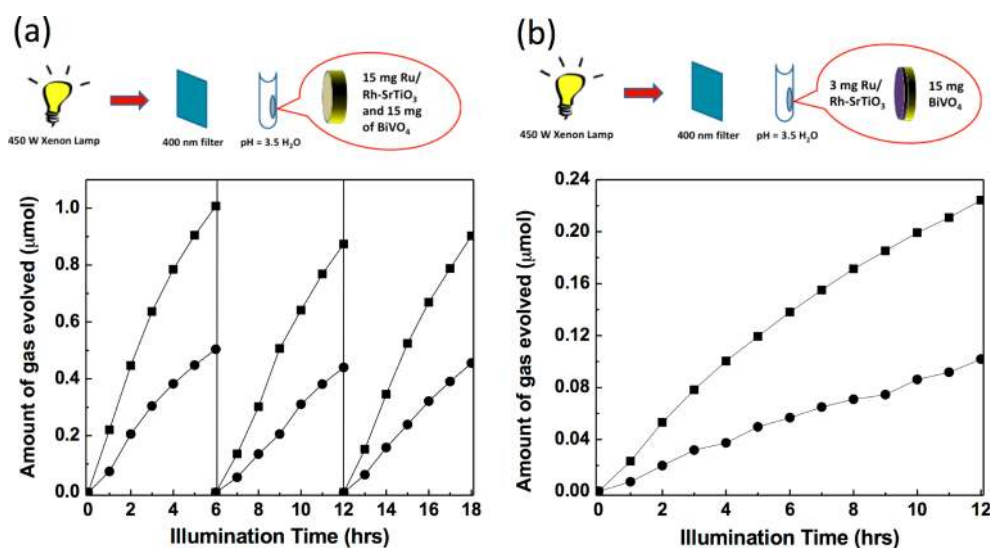 (a)
450 W Xenon Lamp
400 nm filter
pH = 3.5 H₂O
15 mg Ru/
Rh-SrTiO₃
and 15 mg
of BiVO₄
Amount of gas evolved (μmol)
1.0
0.8
0.6
0.4
0.2
0.0
0 2 4 6 8 10 12 14 16 18
Illumination Time (hrs)
(b)
450 W Xenon Lamp
400 nm filter
pH = 3.5 H₂O
3 mg Ru/
Rh-SrTiO₃
15 mg
BiVO₄
Amount of gas evolved (μmol)
0.24
0.20
0.16
0.12
0.08
0.04
0.00
0 2 4 6 8 10 12
Illumination Time (hrs)